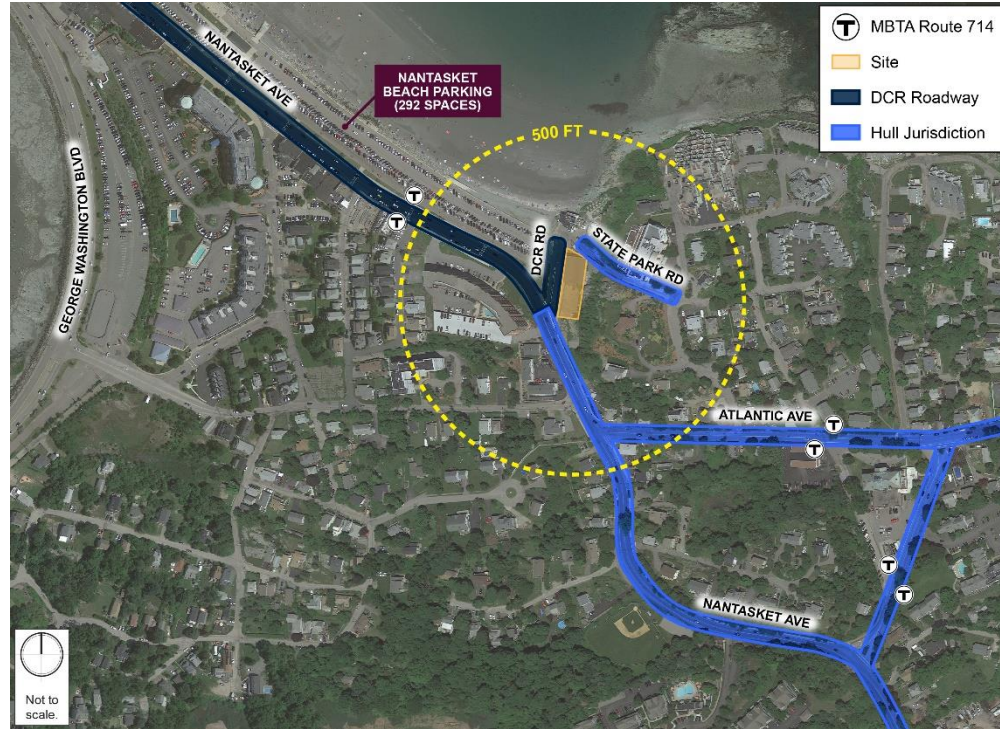 NANTASKET AVE
NANTASKET
BEACH PARKING
(292 SPACES)
T MBTA Route 714
Site
DCR Roadway
Hull Jurisdiction
500 FT
GEORGE WASHINGTON BLVD
T
T
DCR RD
STATE PARK RD
ATLANTIC AVE
T
T
T
T
NANTASKET AVE
Not to
scale.